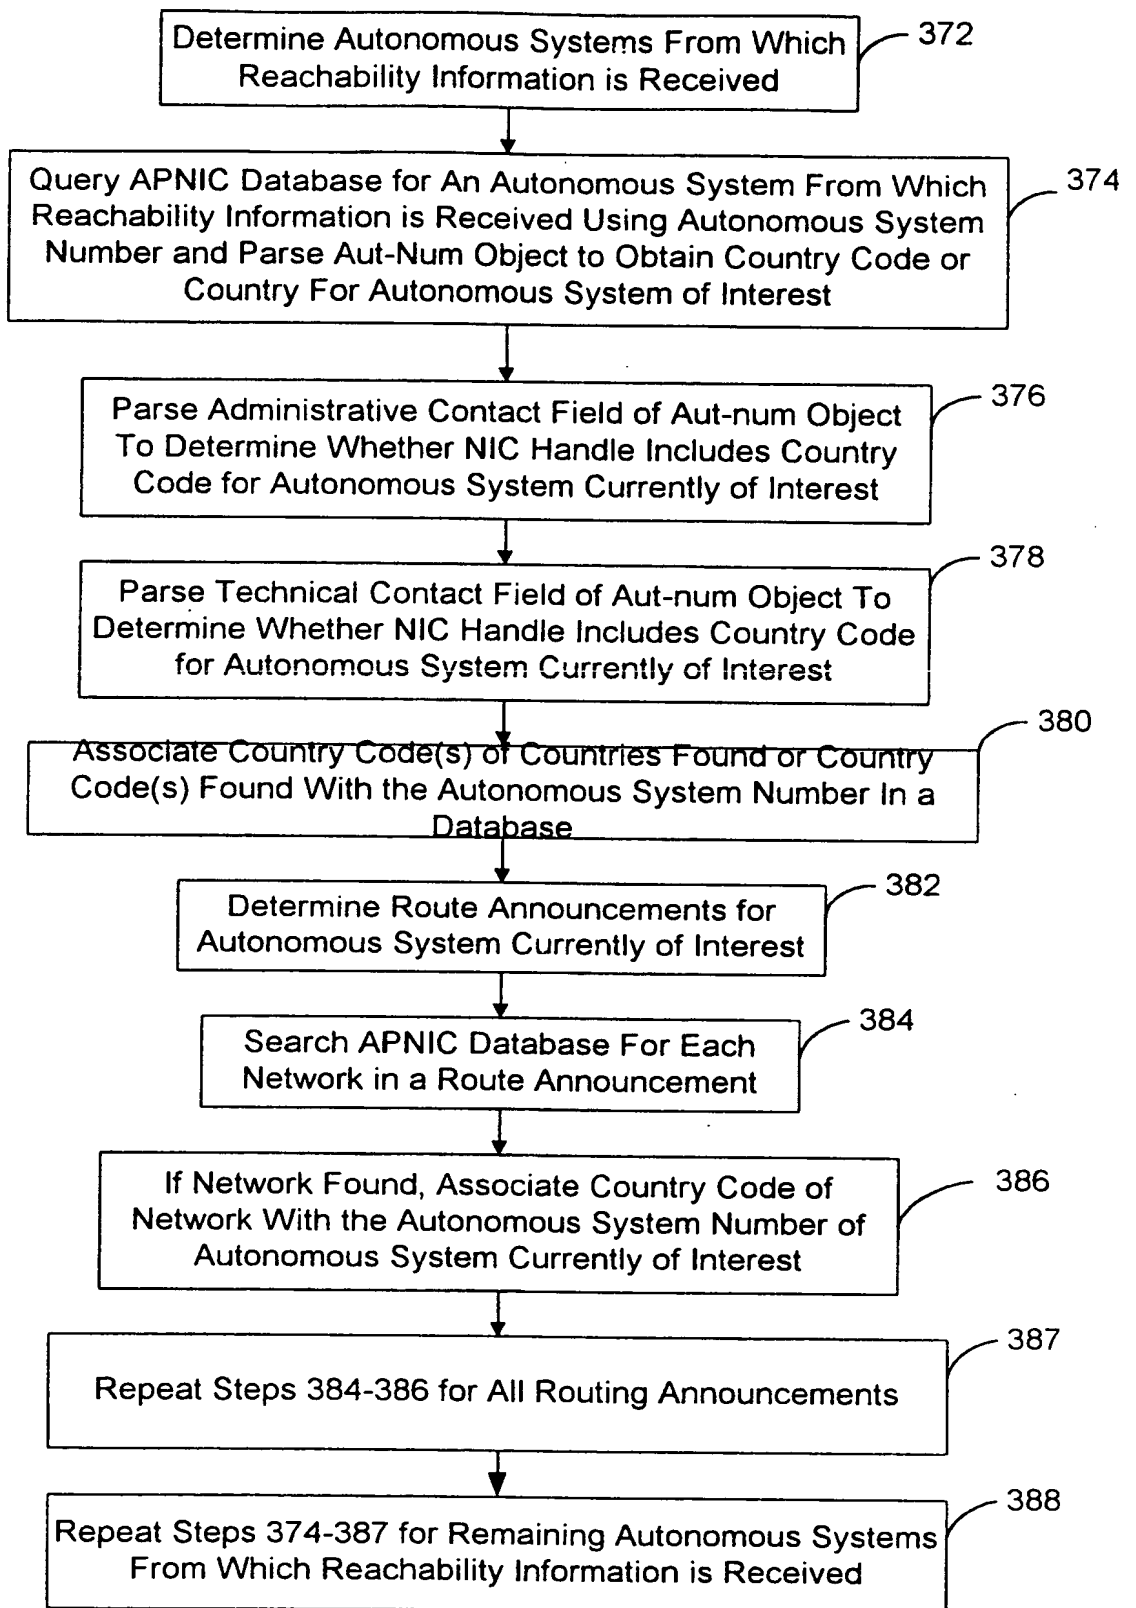 Determine Autonomous Systems From Which
Reachability Information is Received
372
Query APNIC Database for An Autonomous System From Which
Reachability Information is Received Using Autonomous System
Number and Parse Aut-Num Object to Obtain Country Code or
Country For Autonomous System of Interest
374
Parse Administrative Contact Field of Aut-num Object
To Determine Whether NIC Handle Includes Country
Code for Autonomous System Currently of Interest
376
Parse Technical Contact Field of Aut-num Object To
Determine Whether NIC Handle Includes Country Code
for Autonomous System Currently of Interest
378
Associate Country Code(s) of Countries Found or Country
Code(s) Found With the Autonomous System Number In a
Database
380
Determine Route Announcements for
Autonomous System Currently of Interest
382
Search APNIC Database For Each
Network in a Route Announcement
384
If Network Found, Associate Country Code of
Network With the Autonomous System Number of
Autonomous System Currently of Interest
386
Repeat Steps 384-386 for All Routing Announcements
387
Repeat Steps 374-387 for Remaining Autonomous Systems
From Which Reachability Information is Received
388